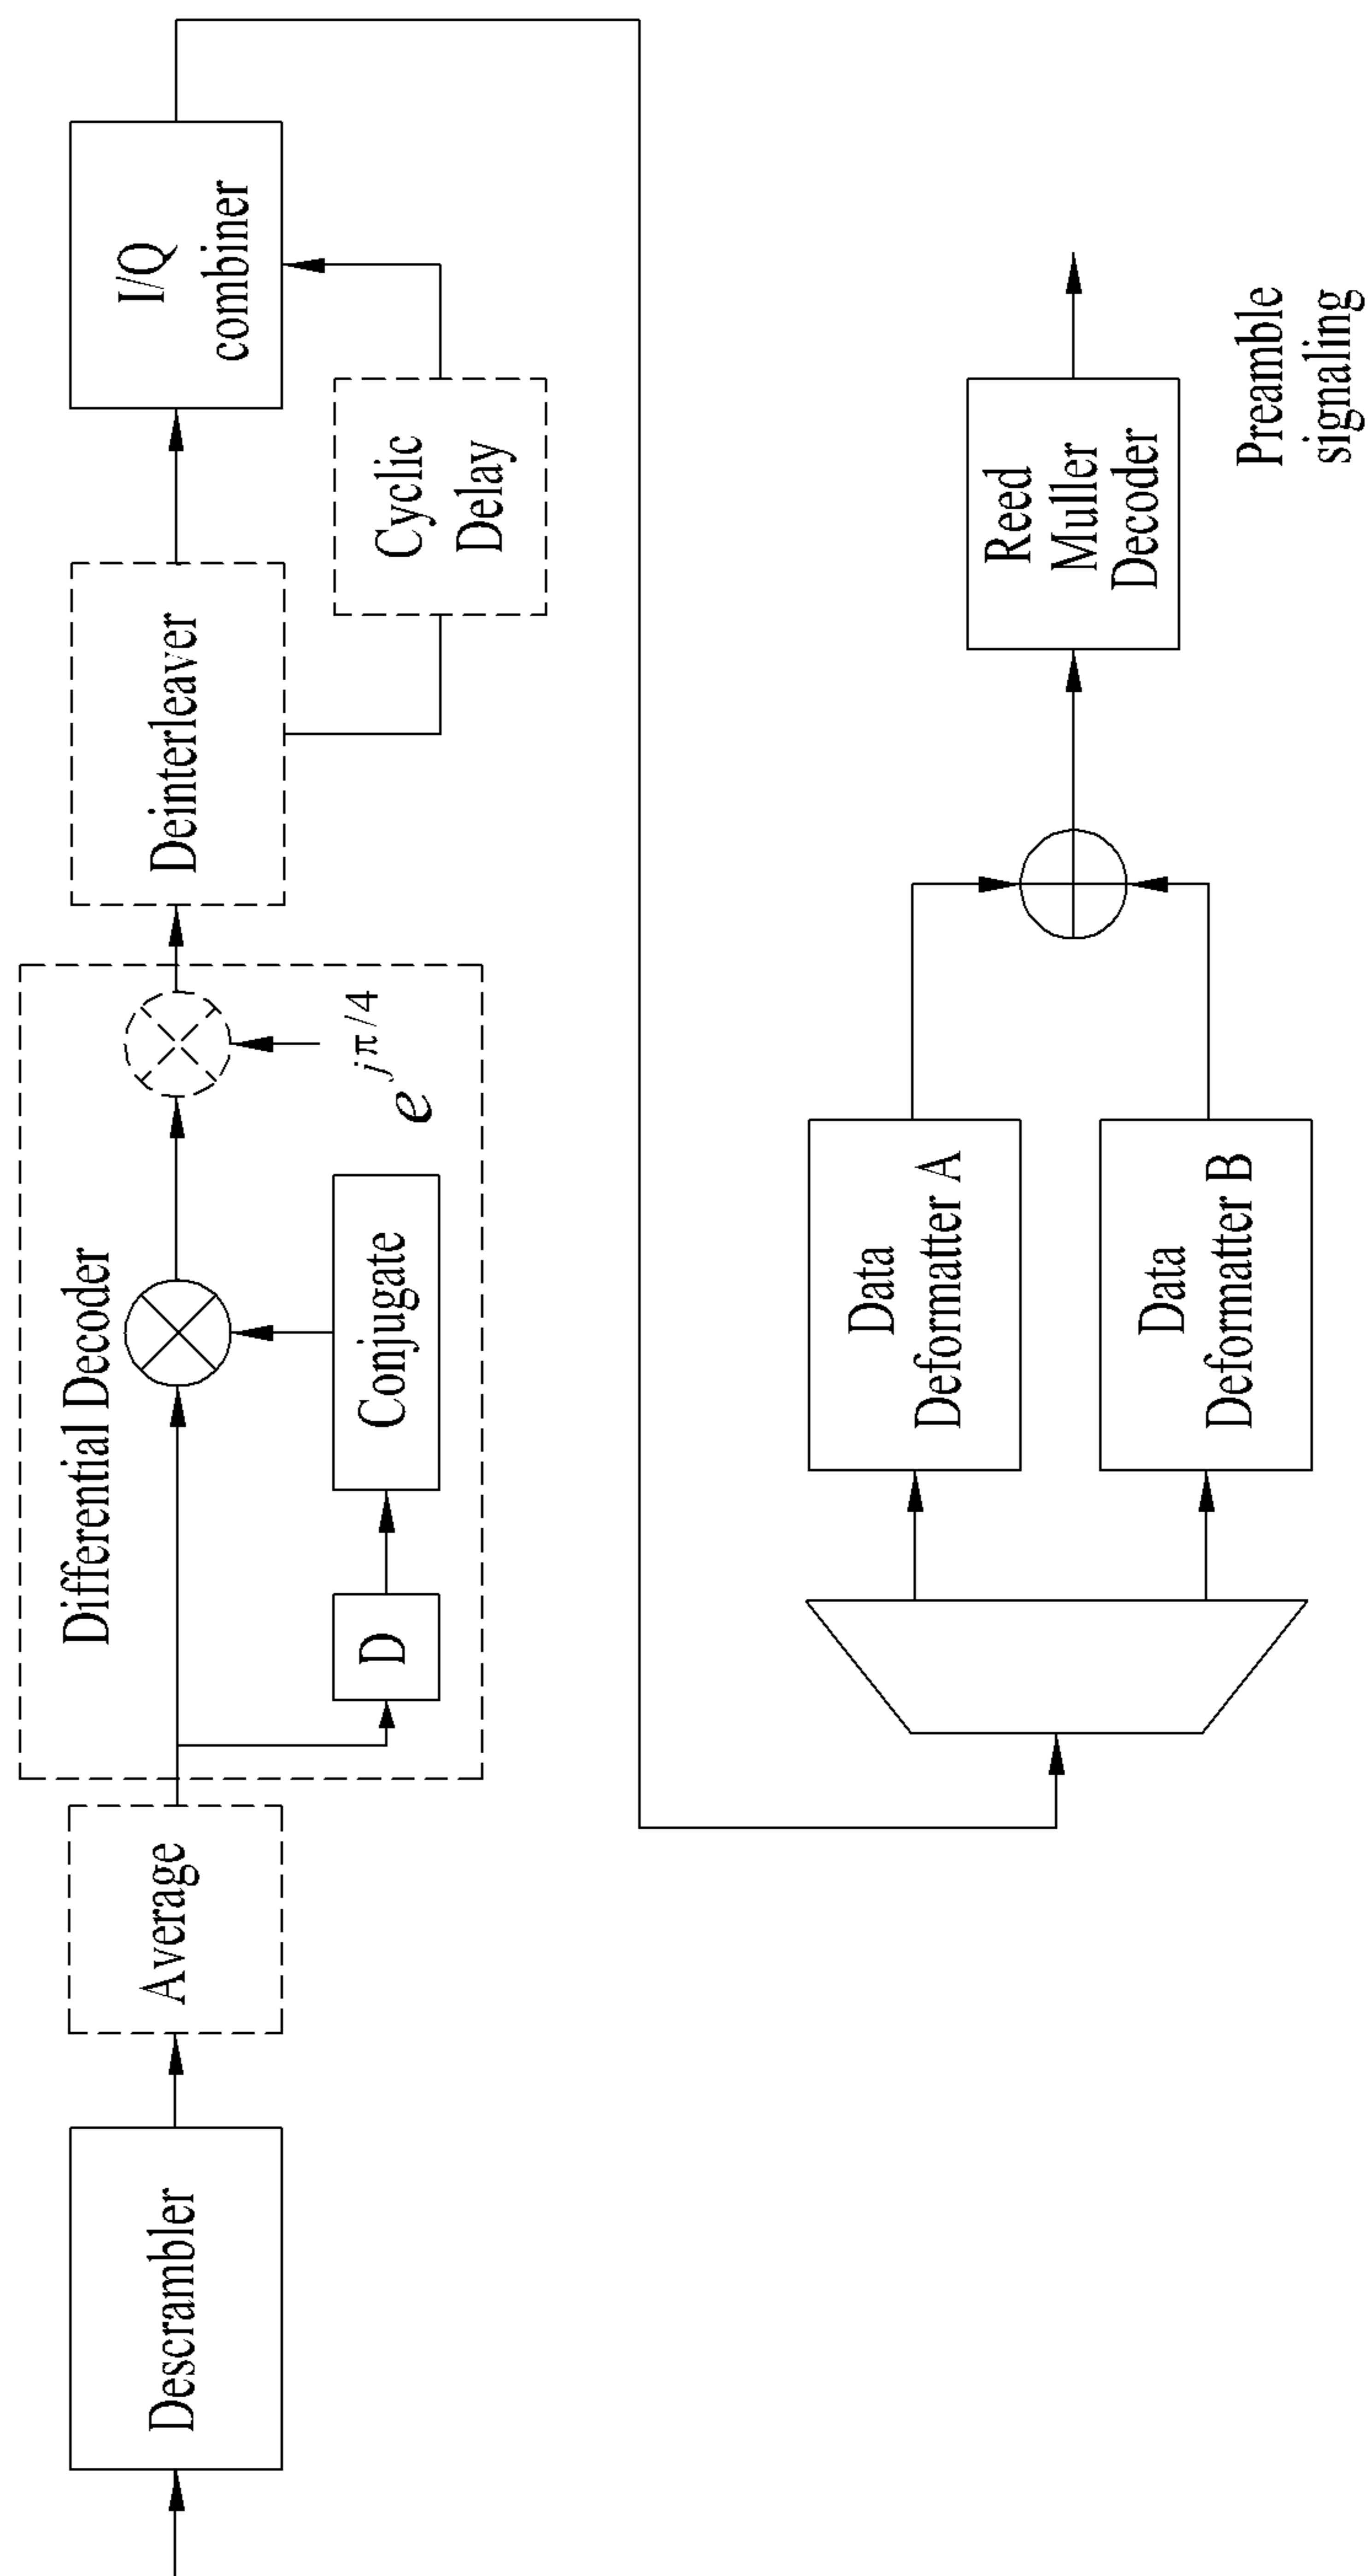 Descrambler
Average
Differential Decoder
D
Conjugate
e^{jπ/4}
Deinterleaver
Cyclic
Delay
I/Q
combiner
Data
Deformatter A
Data
Deformatter B
Reed
Muller
Decoder
Preamble
signaling